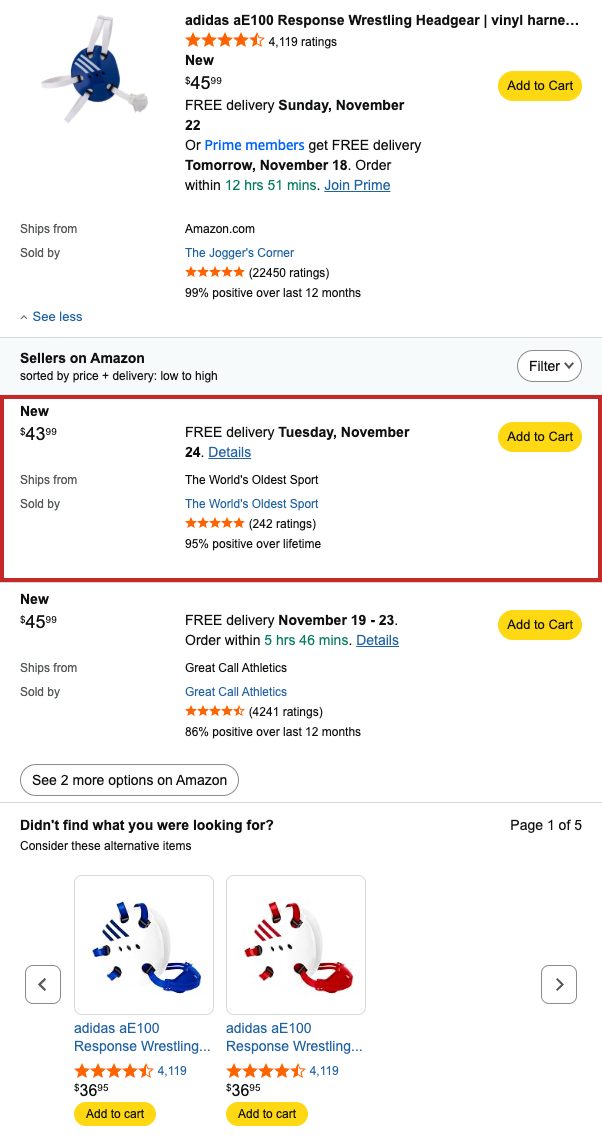 adidas aE100 Response Wrestling Headgear | vinyl harne...
4,119 ratings
New
$45.99
Add to Cart
FREE delivery Sunday, November
22
Or Prime members get FREE delivery
Tomorrow, November 18. Order
within 12 hrs 51 mins. Join Prime
Ships from Amazon.com
Sold by The Jogger's Corner
(22450 ratings)
99% positive over last 12 months
See less
Sellers on Amazon
sorted by price + delivery: low to high
Filter
New
$43.99 FREE delivery Tuesday, November
24. Details
Add to Cart
Ships from The World's Oldest Sport
Sold by The World's Oldest Sport
(242 ratings)
95% positive over lifetime
New
$45.99 FREE delivery November 19 - 23.
Order within 5 hrs 46 mins. Details
Add to Cart
Ships from Great Call Athletics
Sold by Great Call Athletics
(4241 ratings)
86% positive over last 12 months
See 2 more options on Amazon
Didn't find what you were looking for? Page 1 of 5
Consider these alternative items
adidas aE100
Response Wrestling...
4,119
$36.95
Add to cart
adidas aE100
Response Wrestling...
4,119
$36.95
Add to cart